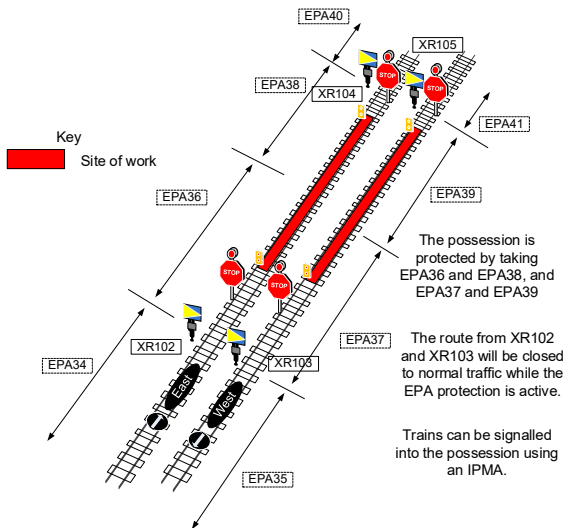 EPA40
XR105
STOP
STOP
EPA38
XR104
EPA41
Key
Site of work
EPA36
EPA39
The possession is
protected by taking
EPA36 and EPA38, and
EPA37 and EPA39
STOP
STOP
EPA37
The route from XR102
and XR103 will be closed
to normal traffic while the
EPA protection is active.
XR102
XR103
EPA34
East
West
Trains can be signalled
into the possession using
an IPMA.
EPA35